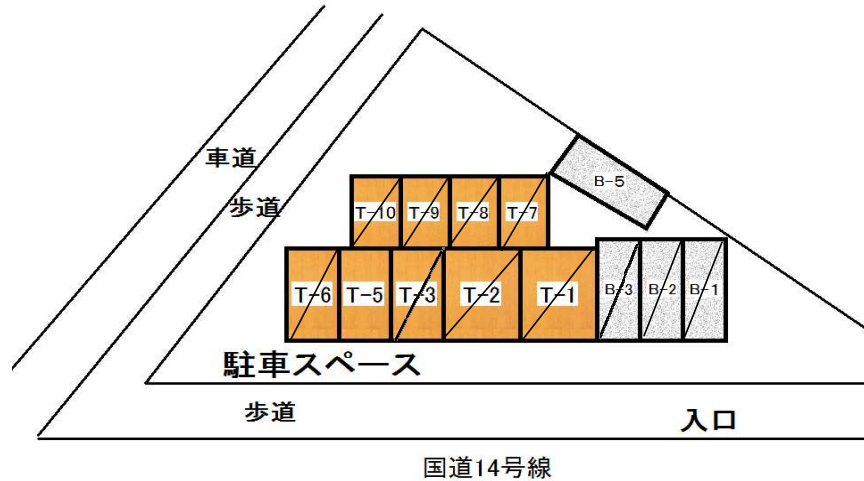 車道
歩道
B-5
T-10
T-9
T-8
T-7
T-6
T-5
T-3
T-2
T-1
B-3
B-2
B-1
駐車スペース
歩道
入口
国道14号線